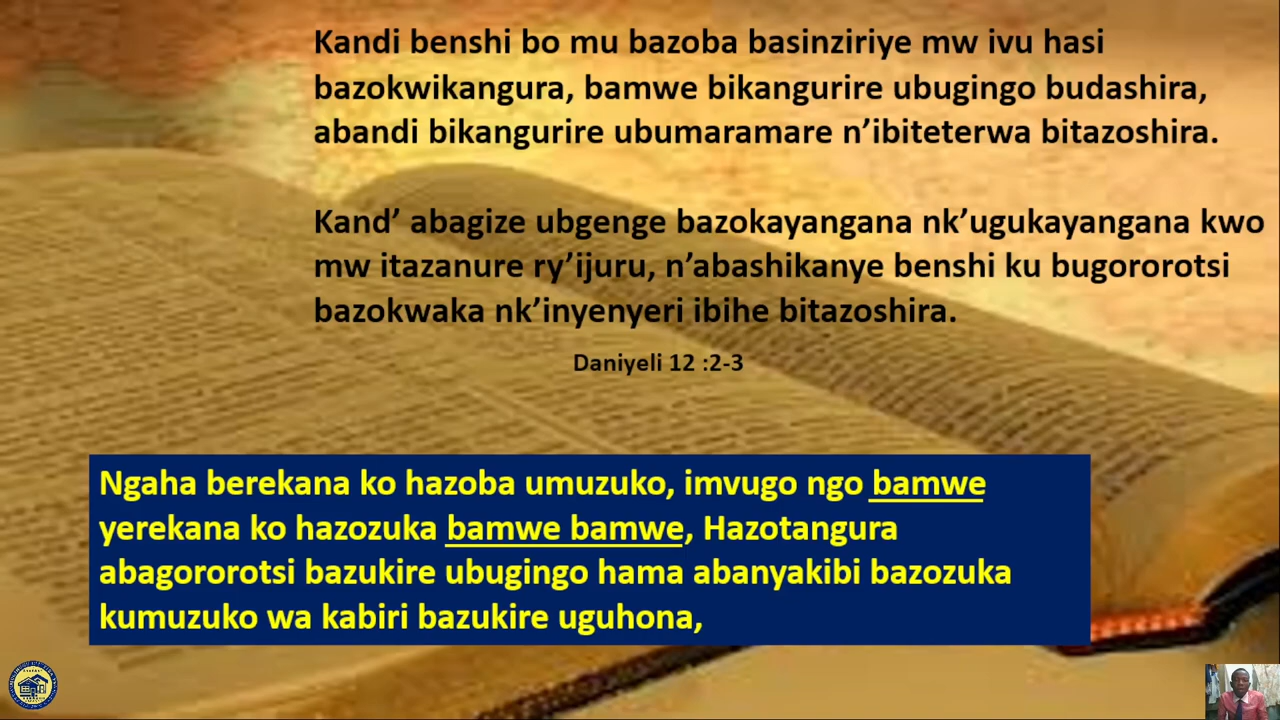 Kandi benshi bo mu bazoba basinziriye mw ivu hasi
bazokwikangura, bamwe bikangurire ubugingo budashira,
abandi bikangurire ubumaramare n’ibiteterwa bitazoshira.
Kand’ abagize ubgenge bazokayangana nk’ugukayangana kwo
mw itazanure ry’ijuru, n’abashikanye benshi ku bugororotsi
bazokwaka nk’inyenyeri ibihe bitazoshira.
Daniyeli 12 :2-3
Ngaha berekana ko hazoba umuzuko, imvugo ngo bamwe
yerekana ko hazozuka bamwe bamwe, Hazotangura
abagororotsi bazukire ubugingo hama abanyakibi bazozuka
kumuzuko wa kabiri bazukire uguhona,